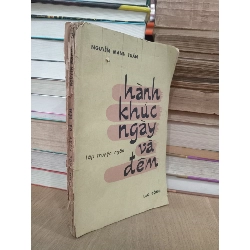 NGUYỄN MẠNH TUẤN
hành
khúc
ngày
và
đêm
tập truyện ngắn